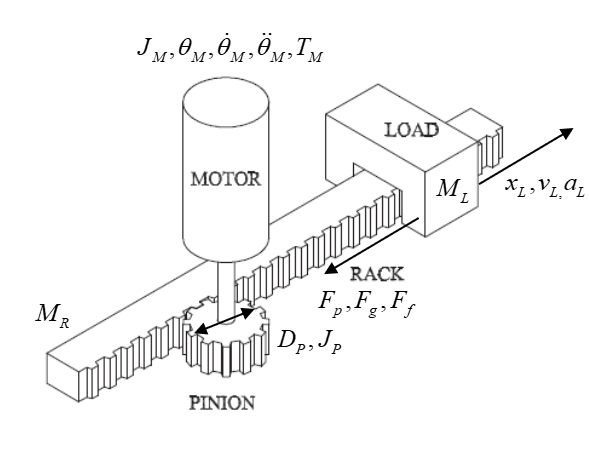 J_M, θ_M, θ̇_M, θ̈_M, T_M
LOAD
MOTOR
M_L
x_L, v_L, a_L
RACK
F_p, F_g, F_f
M_R
D_P, J_P
PINION